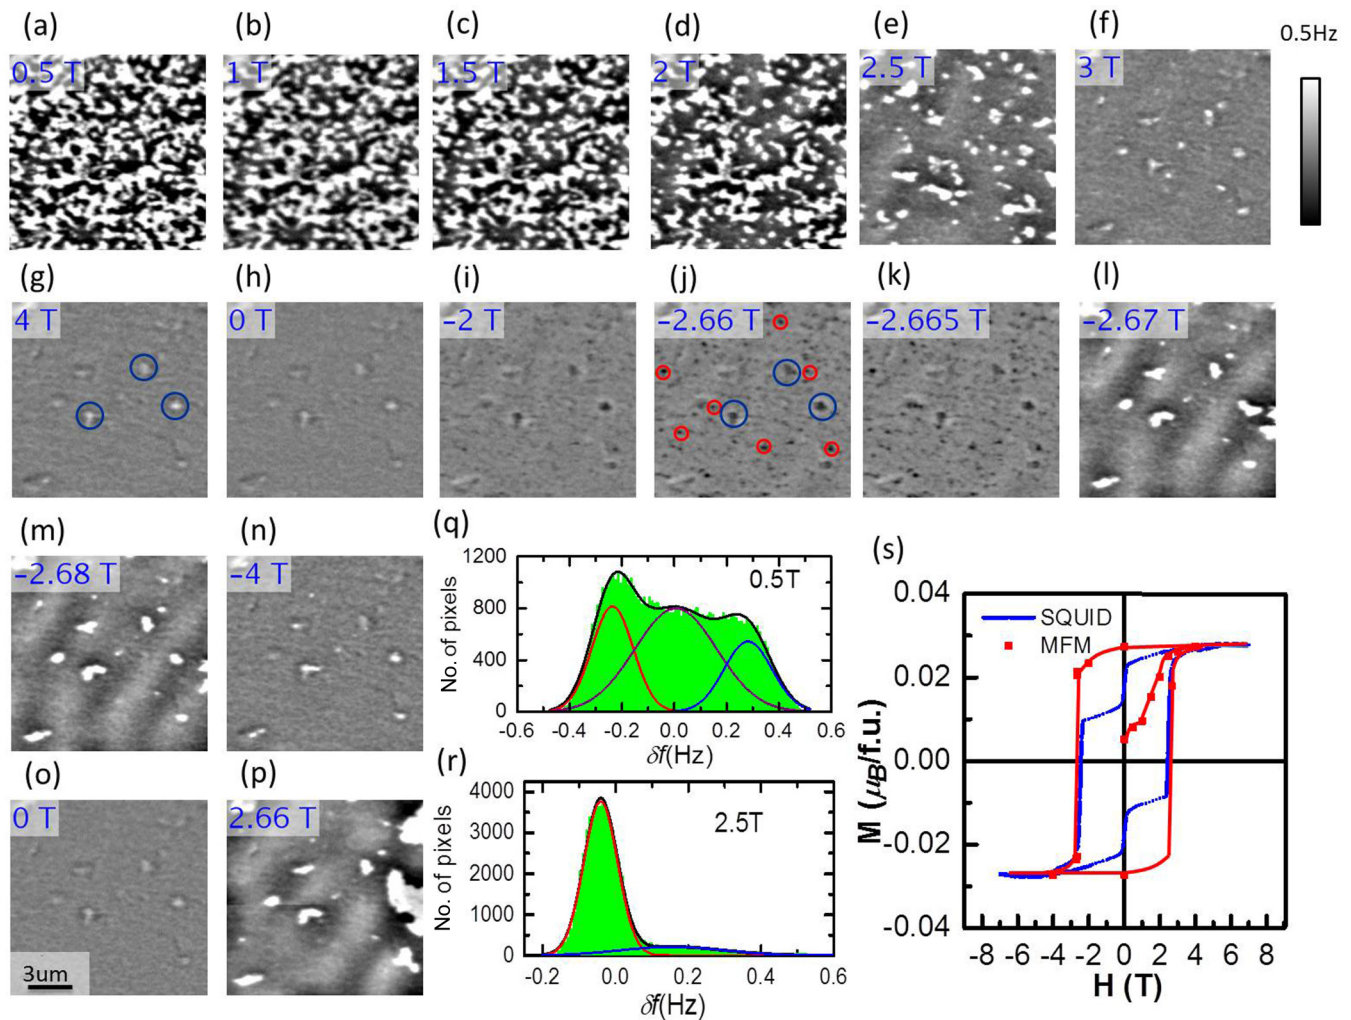 (a) (b) (c) (d) (e) (f) 0.5Hz
0.5 T 1 T 1.5 T 2 T 2.5 T 3 T
(g) (h) (i) (j) (k) (l)
4 T 0 T −2 T −2.66 T −2.665 T −2.67 T
(m) (n)
−2.68 T −4 T
(o) (p)
0 T 2.66 T
3um
(q)
0.5T
No. of pixels
1200
800
400
0
-0.6 -0.4 -0.2 0.0 0.2 0.4 0.6
δf(Hz)
(r)
2.5T
No. of pixels
4000
3000
2000
1000
0
-0.2 0.0 0.2 0.4 0.6
δf(Hz)
(s)
SQUID
MFM
M (μB/f.u.)
0.04
0.02
0.00
-0.02
-0.04
-8 -6 -4 -2 0 2 4 6 8
H (T)